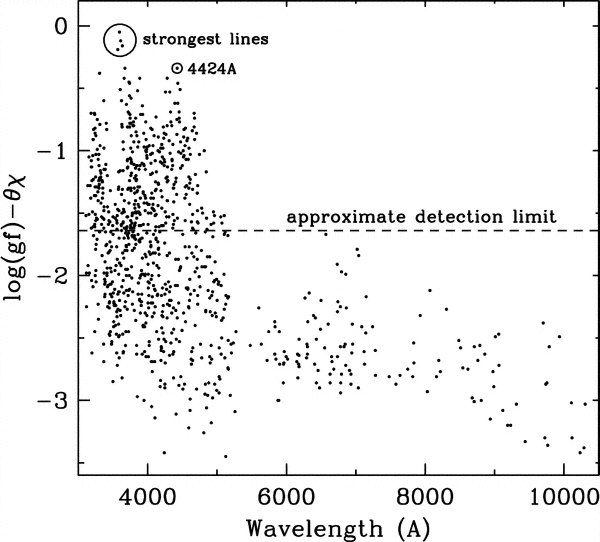 0
strongest lines
4424A
−1
approximate detection limit
−2
−3
log(gf)−θχ
4000 6000 8000 10000
Wavelength (A)